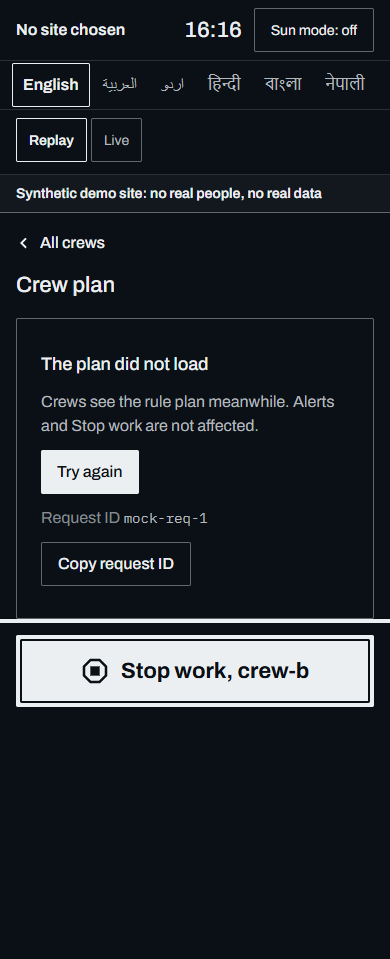 No site chosen
16:16
Sun mode: off
English
العربية
اردو
हिन्दी
বাংলা
नेपाली
Replay
Live
Synthetic demo site: no real people, no real data
All crews
Crew plan
The plan did not load
Crews see the rule plan meanwhile. Alerts
and Stop work are not affected.
Try again
Request ID mock-req-1
Copy request ID
Stop work, crew-b